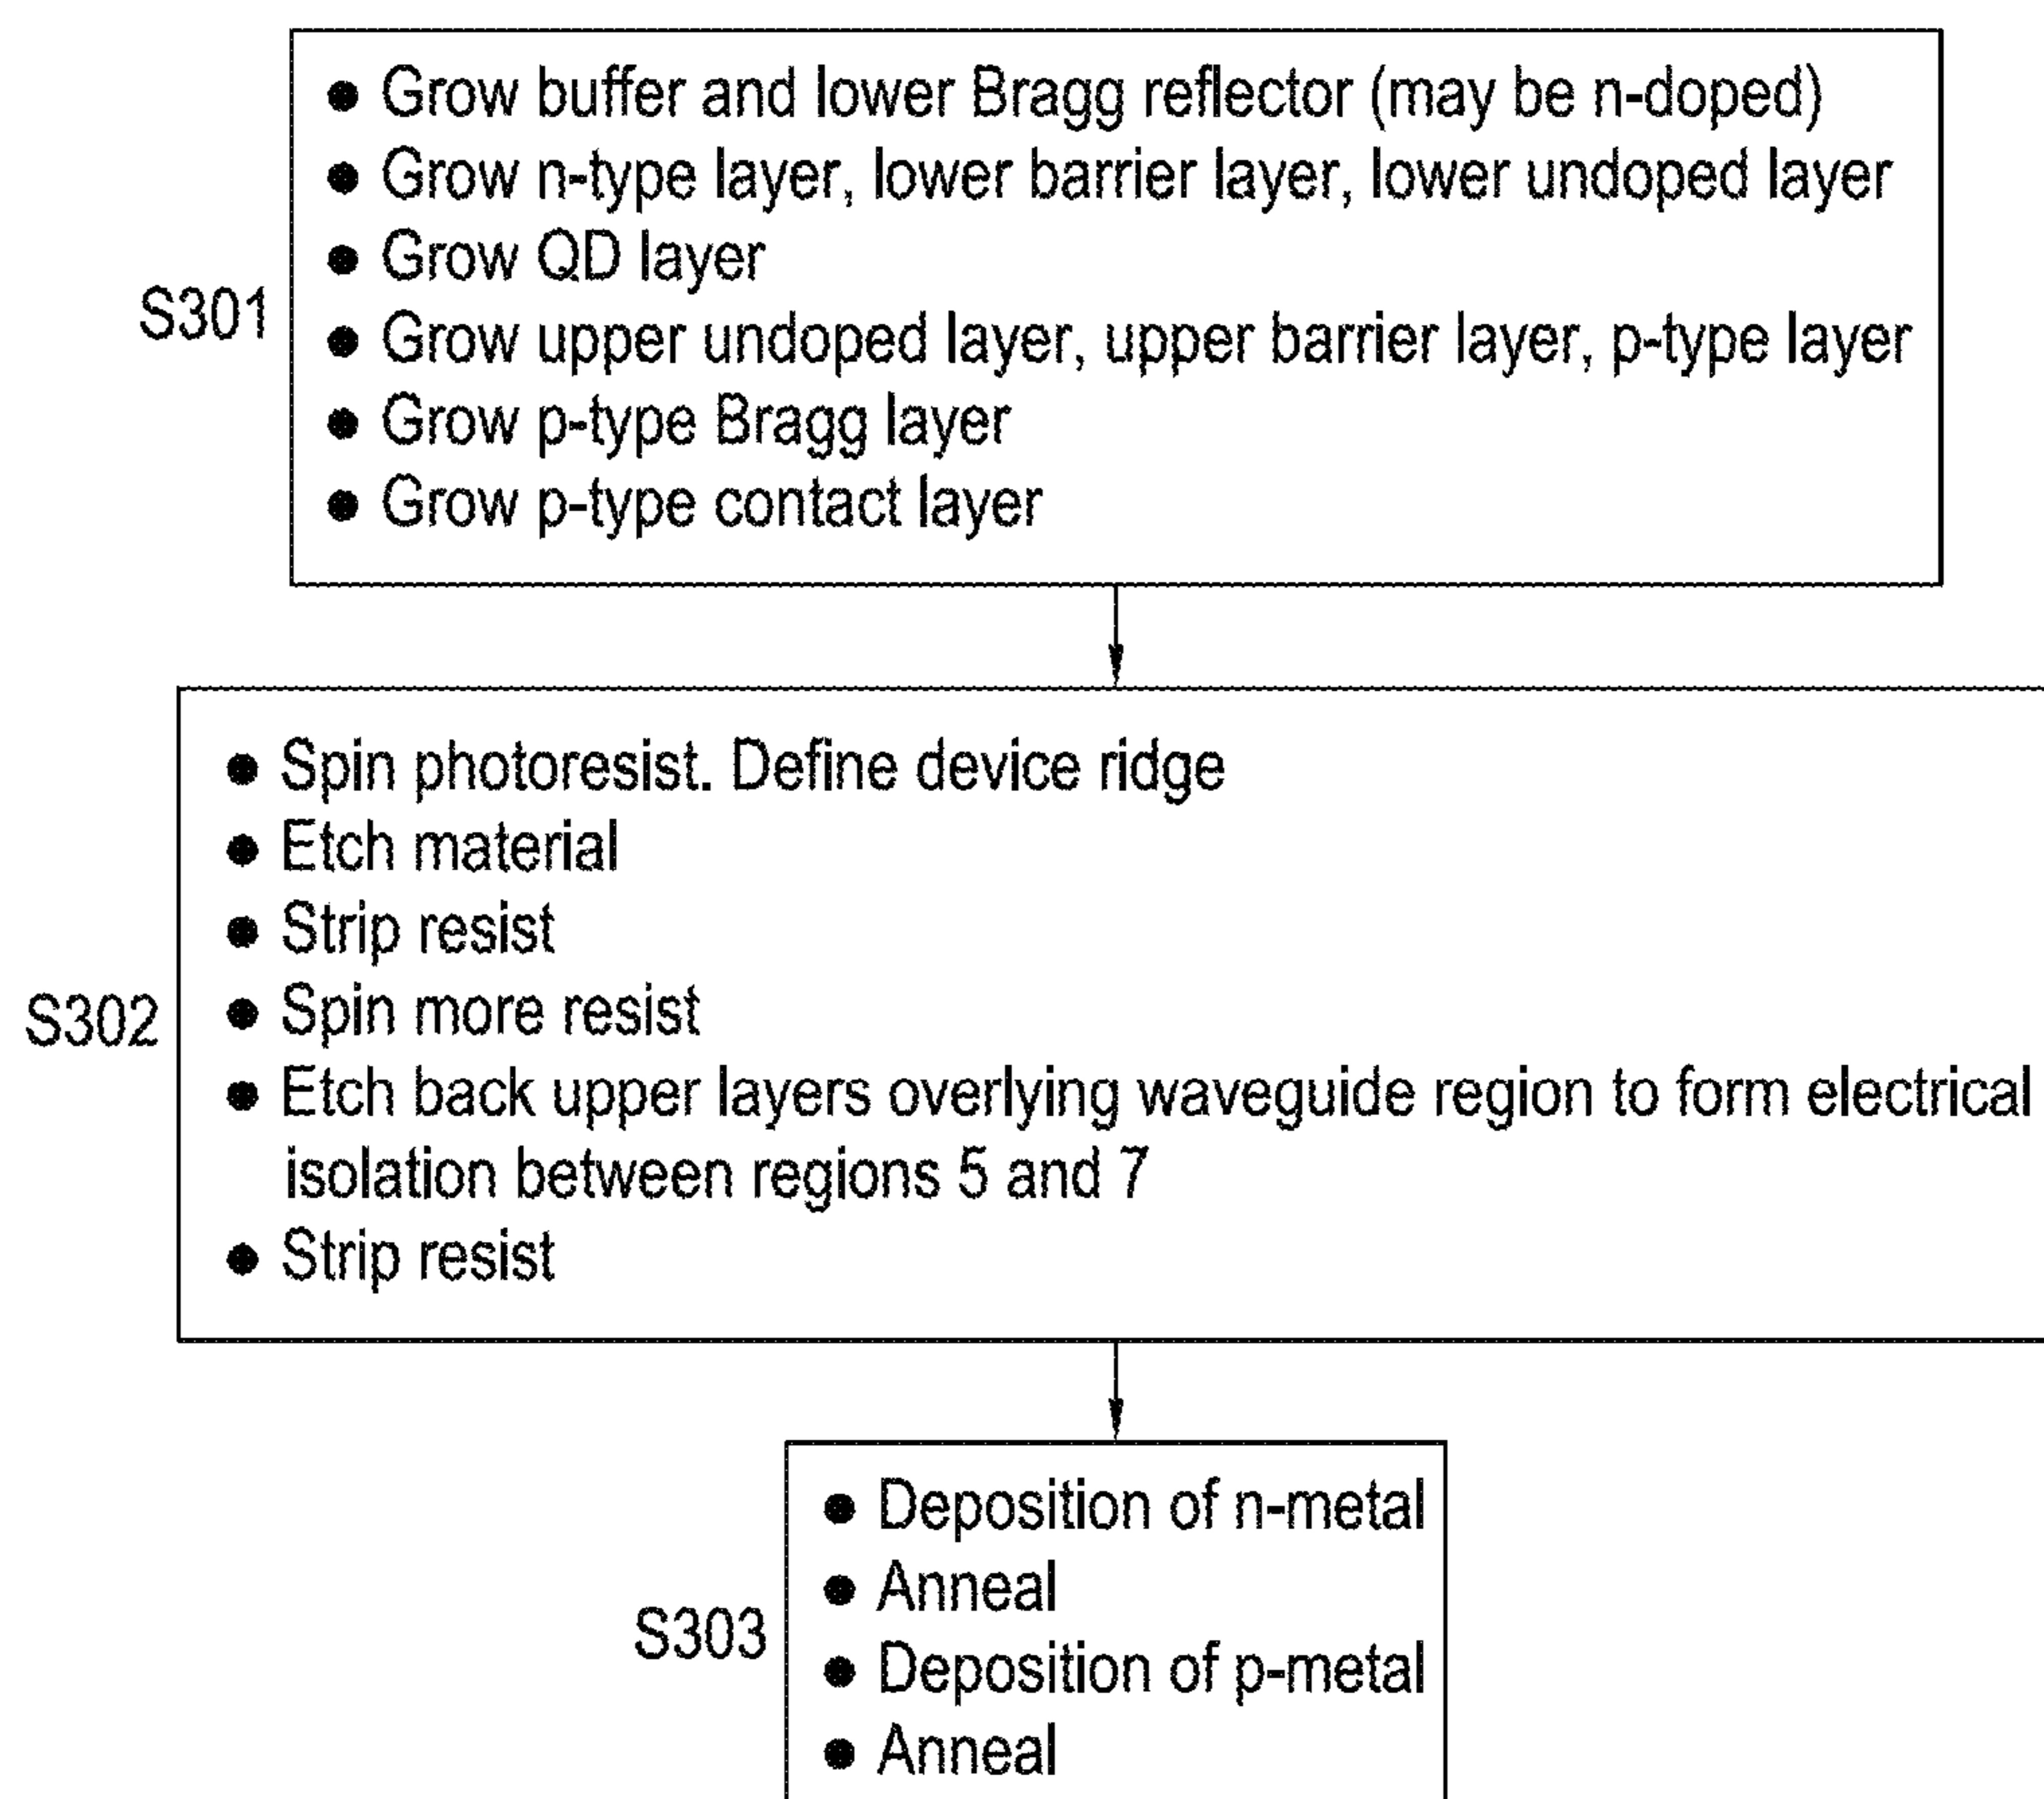 ● Grow buffer and lower Bragg reflector (may be n-doped)
● Grow n-type layer, lower barrier layer, lower undoped layer
● Grow QD layer
S301
● Grow upper undoped layer, upper barrier layer, p-type layer
● Grow p-type Bragg layer
● Grow p-type contact layer
● Spin photoresist. Define device ridge
● Etch material
● Strip resist
S302
● Spin more resist
● Etch back upper layers overlying waveguide region to form electrical
isolation between regions 5 and 7
● Strip resist
● Deposition of n-metal
● Anneal
S303
● Deposition of p-metal
● Anneal